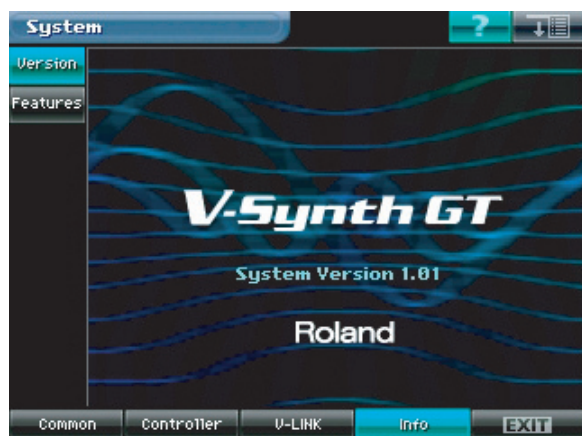 System
?
Version
Features
V-Synth GT
System Version 1.01
Roland
Common Controller V-LINK Info EXIT